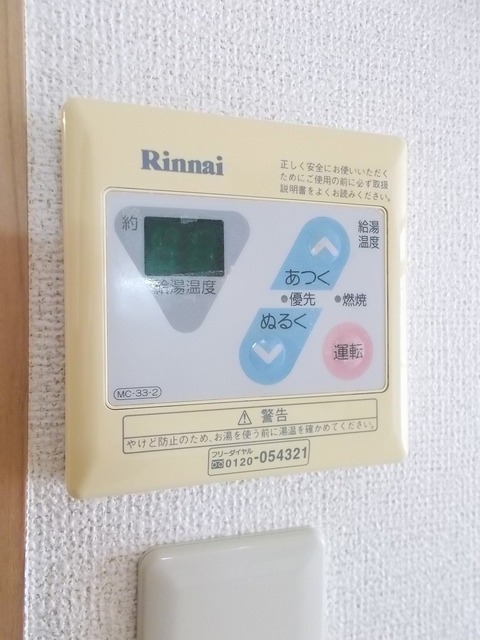 Rinnai
正しく安全にお使いいただく
ためにご使用の前に必ず取扱
説明書をよくお読みください。
約
給湯温度
給湯
温度
あつく
優先
燃焼
ぬるく
運転
MC-33-2
警告
やけど防止のため、お湯を使う前に湯温を確かめてください。
フリーダイヤル
0120-054321